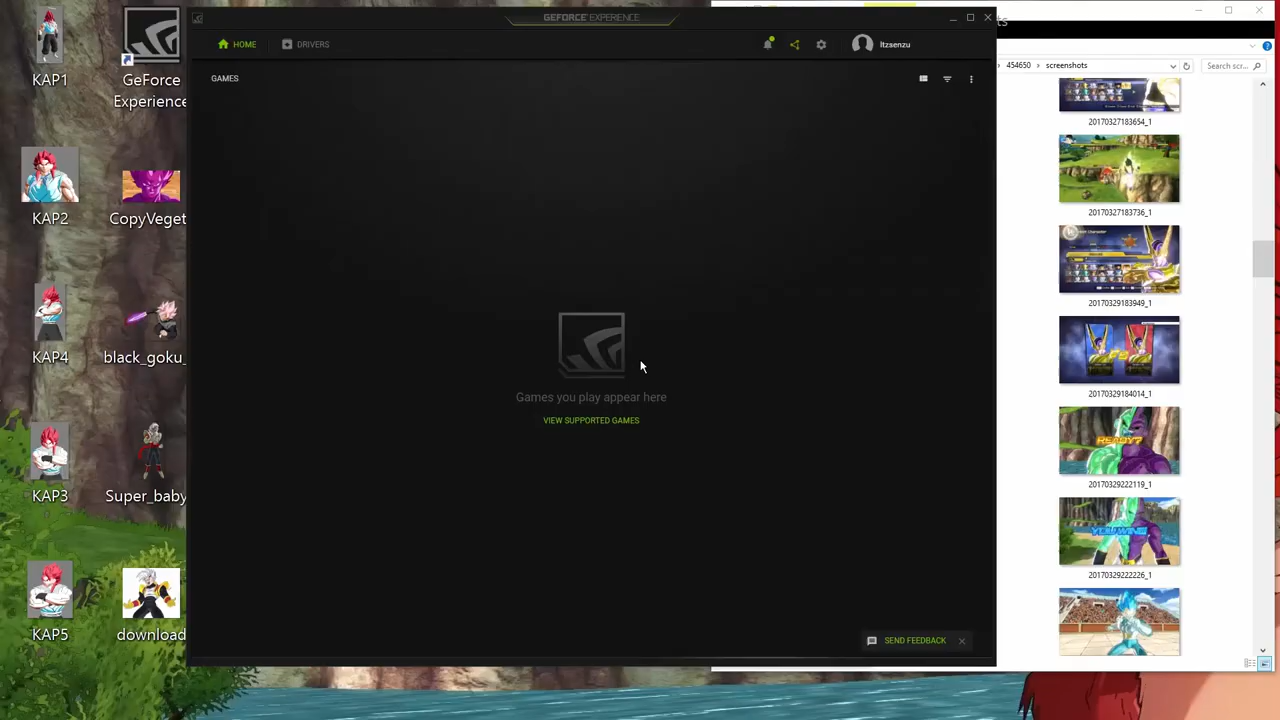 KAP1
GeForce
Experience
KAP2
CopyVeget
KAP4
black_goku_
KAP3
Super_baby
KAP5
download
GEFORCE EXPERIENCE
HOME
DRIVERS
Itzsenzu
GAMES
Games you play appear here
VIEW SUPPORTED GAMES
SEND FEEDBACK
ts
454650 › screenshots
Search scr...
20170327183654_1
20170327183736_1
20170329183949_1
20170329184014_1
READY?
20170329222119_1
YOU WIN!
20170329222226_1